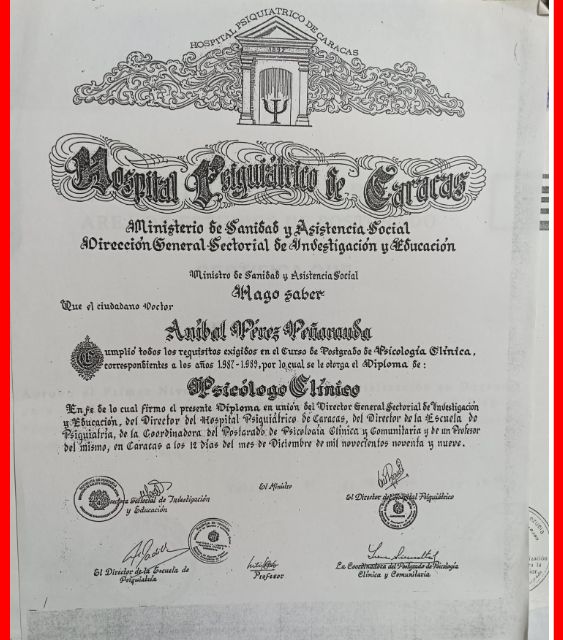 HOSPITAL PSIQUIATRICO DE CARACAS
1892
Hospital Psiquiátrico de Caracas
Ministerio de Sanidad y Asistencia Social
Dirección General Sectorial de Investigación y Educación
Ministro de Sanidad y Asistencia Social
Hago saber
Que el ciudadano Doctor
Aníbal Pérez Peñaranda
Cumplió todos los requisitos exigidos en el Curso de Postgrado de Psicología Clínica,
correspondientes a los años 1987-1989, por lo cual se le otorga el Diploma de:
Psicólogo Clínico
En fe de lo cual firmo el presente Diploma en unión del Director General Sectorial de Investigación
y Educación, del Director del Hospital Psiquiátrico de Caracas, del Director de la Escuela de
Psiquiatría, de la Coordinadora del Postgrado de Psicología Clínica y Comunitaria y de un Profesor
del mismo, en Caracas a los 12 días del mes de Diciembre de mil novecientos noventa y nueve.
Sectorial de Investigación
y Educación
El Ministro
El Director del Hospital Psiquiátrico
El Director de la Escuela de
Psiquiatría
Profesor
La Coordinadora del Postgrado de Psicología
Clínica y Comunitaria